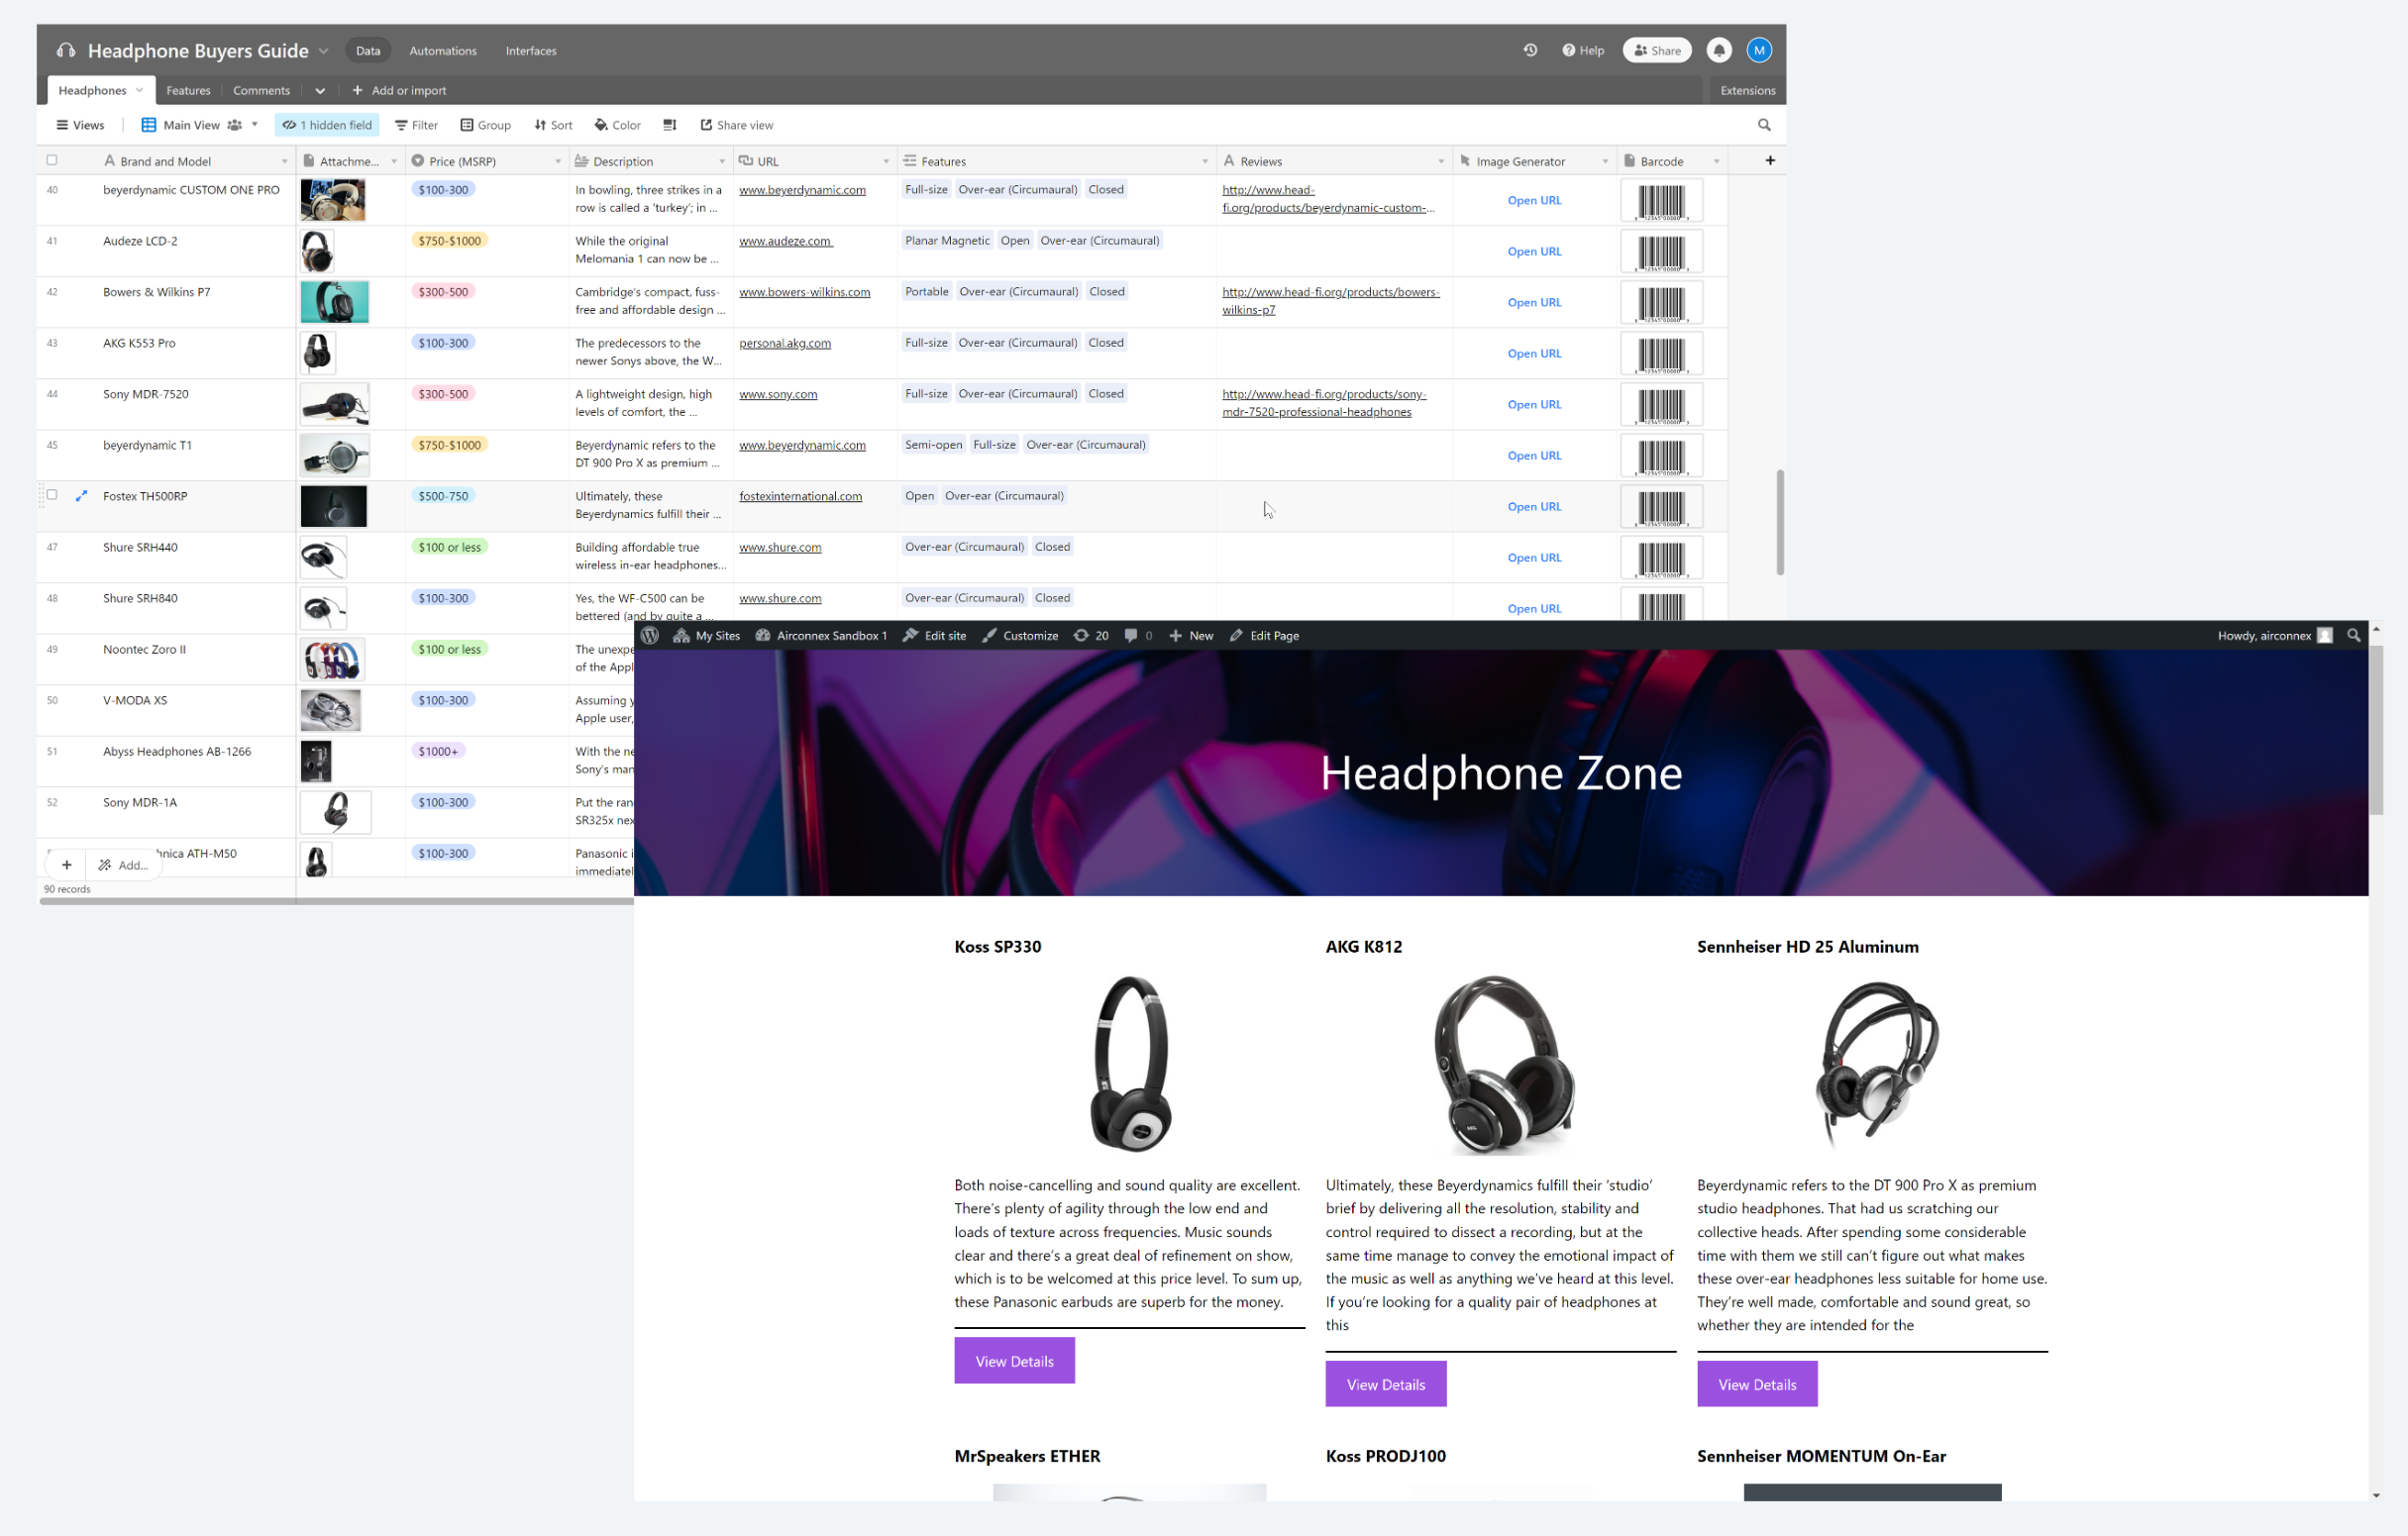 Headphone Buyers Guide Data Automations Interfaces Help Share M
Headphones Features Comments Add or import Extensions
Views Main View 1 hidden field Filter Group Sort Color Share view
Brand and Model Attachme... Price (MSRP) Description URL Features Reviews Image Generator Barcode
40 beyerdynamic CUSTOM ONE PRO $100-300 In bowling, three strikes in a www.beyerdynamic.com Full-size Over-ear (Circumaural) Closed http://www.head-
row is called a 'turkey'; in ... fi.org/products/beyerdynamic-custom-... Open URL
41 Audeze LCD-2 $750-$1000 While the original www.audeze.com Planar Magnetic Open Over-ear (Circumaural)
Melomania 1 can now be ... Open URL
42 Bowers & Wilkins P7 $300-500 Cambridge's compact, fuss- www.bowers-wilkins.com Portable Over-ear (Circumaural) Closed http://www.head-fi.org/products/bowers-
free and affordable design ... wilkins-p7 Open URL
43 AKG K553 Pro $100-300 The predecessors to the personal.akg.com Full-size Over-ear (Circumaural) Closed
newer Sonys above, the W... Open URL
44 Sony MDR-7520 $300-500 A lightweight design, high www.sony.com Full-size Over-ear (Circumaural) Closed http://www.head-fi.org/products/sony-
levels of comfort, the ... mdr-7520-professional-headphones Open URL
45 beyerdynamic T1 $750-$1000 Beyerdynamic refers to the www.beyerdynamic.com Semi-open Full-size Over-ear (Circumaural)
DT 900 Pro X as premium ... Open URL
Fostex TH500RP $500-750 Ultimately, these fostexinternational.com Open Over-ear (Circumaural)
Beyerdynamics fulfill their ... Open URL
47 Shure SRH440 $100 or less Building affordable true www.shure.com Over-ear (Circumaural) Closed
wireless in-ear headphones... Open URL
48 Shure SRH840 $100-300 Yes, the WF-C500 can be www.shure.com Over-ear (Circumaural) Closed
bettered (and by quite a ... Open URL
49 Noontec Zoro II $100 or less The unexpe
of the Appl
50 V-MODA XS $100-300 Assuming y
Apple user,
51 Abyss Headphones AB-1266 $1000+ With the ne
Sony's man
52 Sony MDR-1A $100-300 Put the ran
SR325x nex
hnica ATH-M50 $100-300 Panasonic i
Add... immediatel
90 records
My Sites Airconnex Sandbox 1 Edit site Customize 20 0 New Edit Page Howdy, airconnex
Headphone Zone
Koss SP330
Both noise-cancelling and sound quality are excellent.
There's plenty of agility through the low end and
loads of texture across frequencies. Music sounds
clear and there's a great deal of refinement on show,
which is to be welcomed at this price level. To sum up,
these Panasonic earbuds are superb for the money.
View Details
AKG K812
AKG
Ultimately, these Beyerdynamics fulfill their 'studio'
brief by delivering all the resolution, stability and
control required to dissect a recording, but at the
same time manage to convey the emotional impact of
the music as well as anything we've heard at this level.
If you're looking for a quality pair of headphones at
this
View Details
Sennheiser HD 25 Aluminum
Beyerdynamic refers to the DT 900 Pro X as premium
studio headphones. That had us scratching our
collective heads. After spending some considerable
time with them we still can't figure out what makes
these over-ear headphones less suitable for home use.
They're well made, comfortable and sound great, so
whether they are intended for the
View Details
MrSpeakers ETHER
Koss PRODJ100
Sennheiser MOMENTUM On-Ear